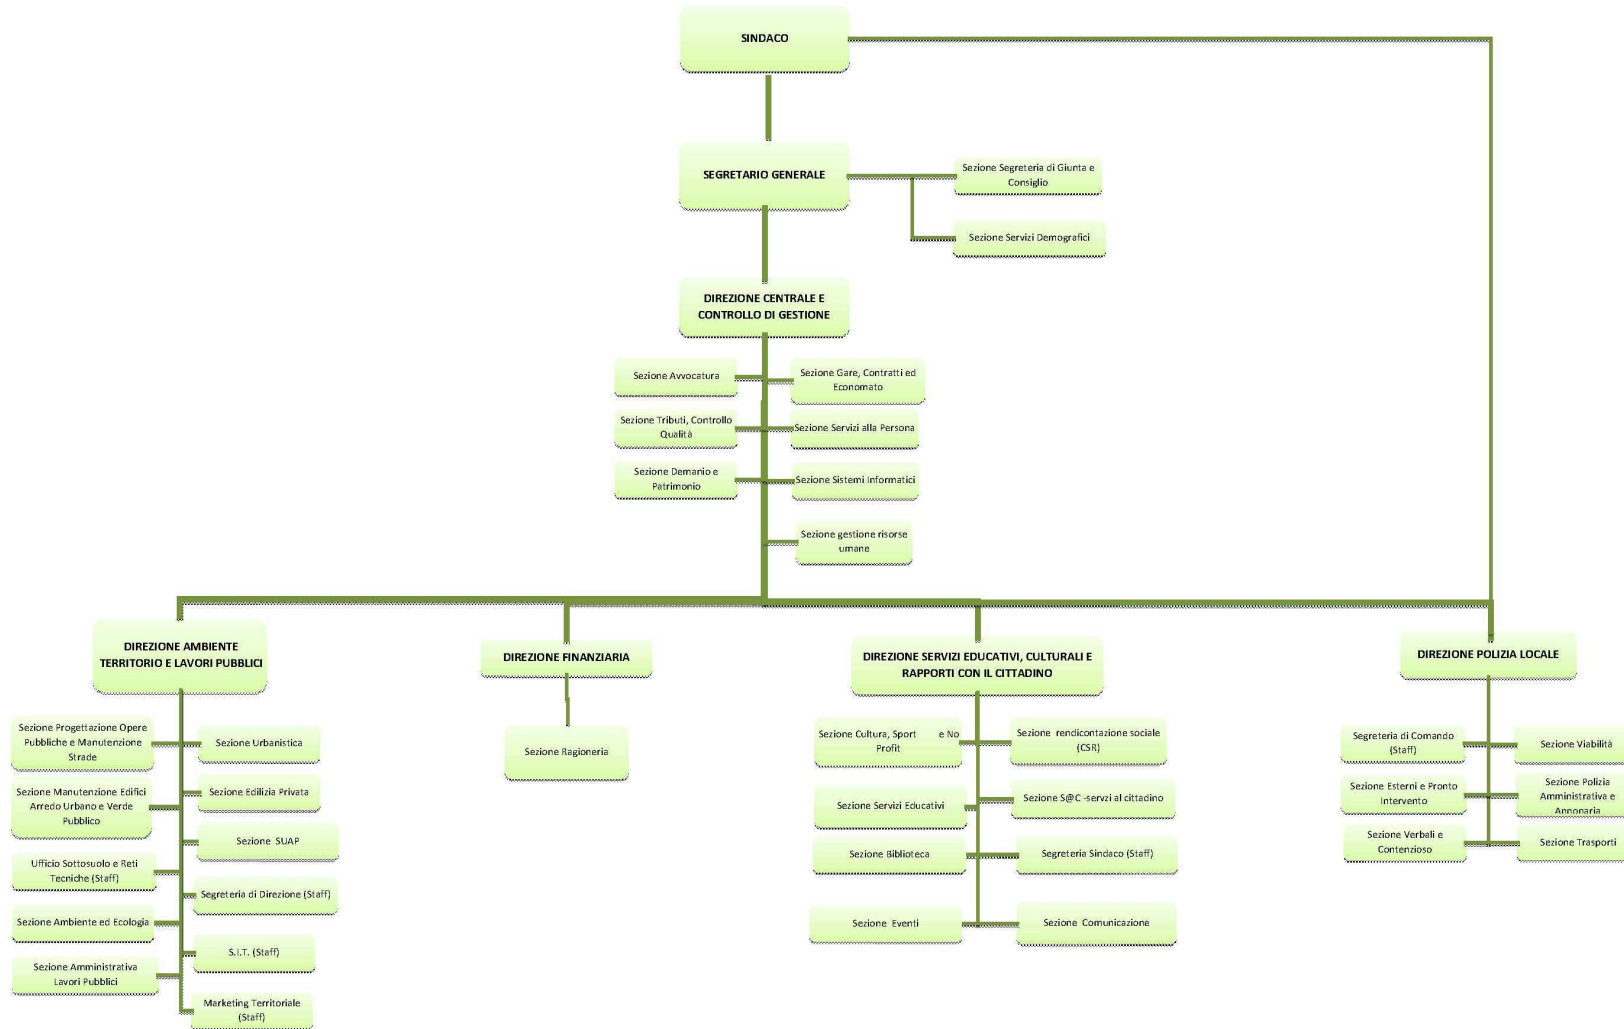 SINDACO
SEGRETARIO GENERALE
Sezione Segreteria di Giunta e
Consiglio
Sezione Servizi Demografici
DIREZIONE CENTRALE E
CONTROLLO DI GESTIONE
Sezione Avvocatura
Sezione Gare, Contratti ed
Economato
Sezione Tributi, Controllo
Qualità
Sezione Servizi alla Persona
Sezione Demanio e
Patrimonio
Sezione Sistemi Informatici
Sezione gestione risorse
umane
DIREZIONE AMBIENTE
TERRITORIO E LAVORI PUBBLICI
Sezione Progettazione Opere
Pubbliche e Manutenzione
Strade
Sezione Urbanistica
Sezione Manutenzione Edifici
Arredo Urbano e Verde
Pubblico
Sezione Edilizia Privata
Sezione SUAP
Ufficio Sottosuolo e Reti
Tecniche (Staff)
Segreteria di Direzione (Staff)
Sezione Ambiente ed Ecologia
S.I.T. (Staff)
Sezione Amministrativa
Lavori Pubblici
Marketing Territoriale
(Staff)
DIREZIONE FINANZIARIA
Sezione Ragioneria
DIREZIONE SERVIZI EDUCATIVI, CULTURALI E
RAPPORTI CON IL CITTADINO
Sezione Cultura, Sport e No
Profit
Sezione rendicontazione sociale
(CSR)
Sezione Servizi Educativi
Sezione S@C -servzi al cittadino
Sezione Biblioteca
Segreteria Sindaco (Staff)
Sezione Eventi
Sezione Comunicazione
DIREZIONE POLIZIA LOCALE
Segreteria di Comando
(Staff)
Sezione Viabilità
Sezione Esterni e Pronto
Intervento
Sezione Polizia
Amministrativa e
Annonaria
Sezione Verbali e
Contenzioso
Sezione Trasporti